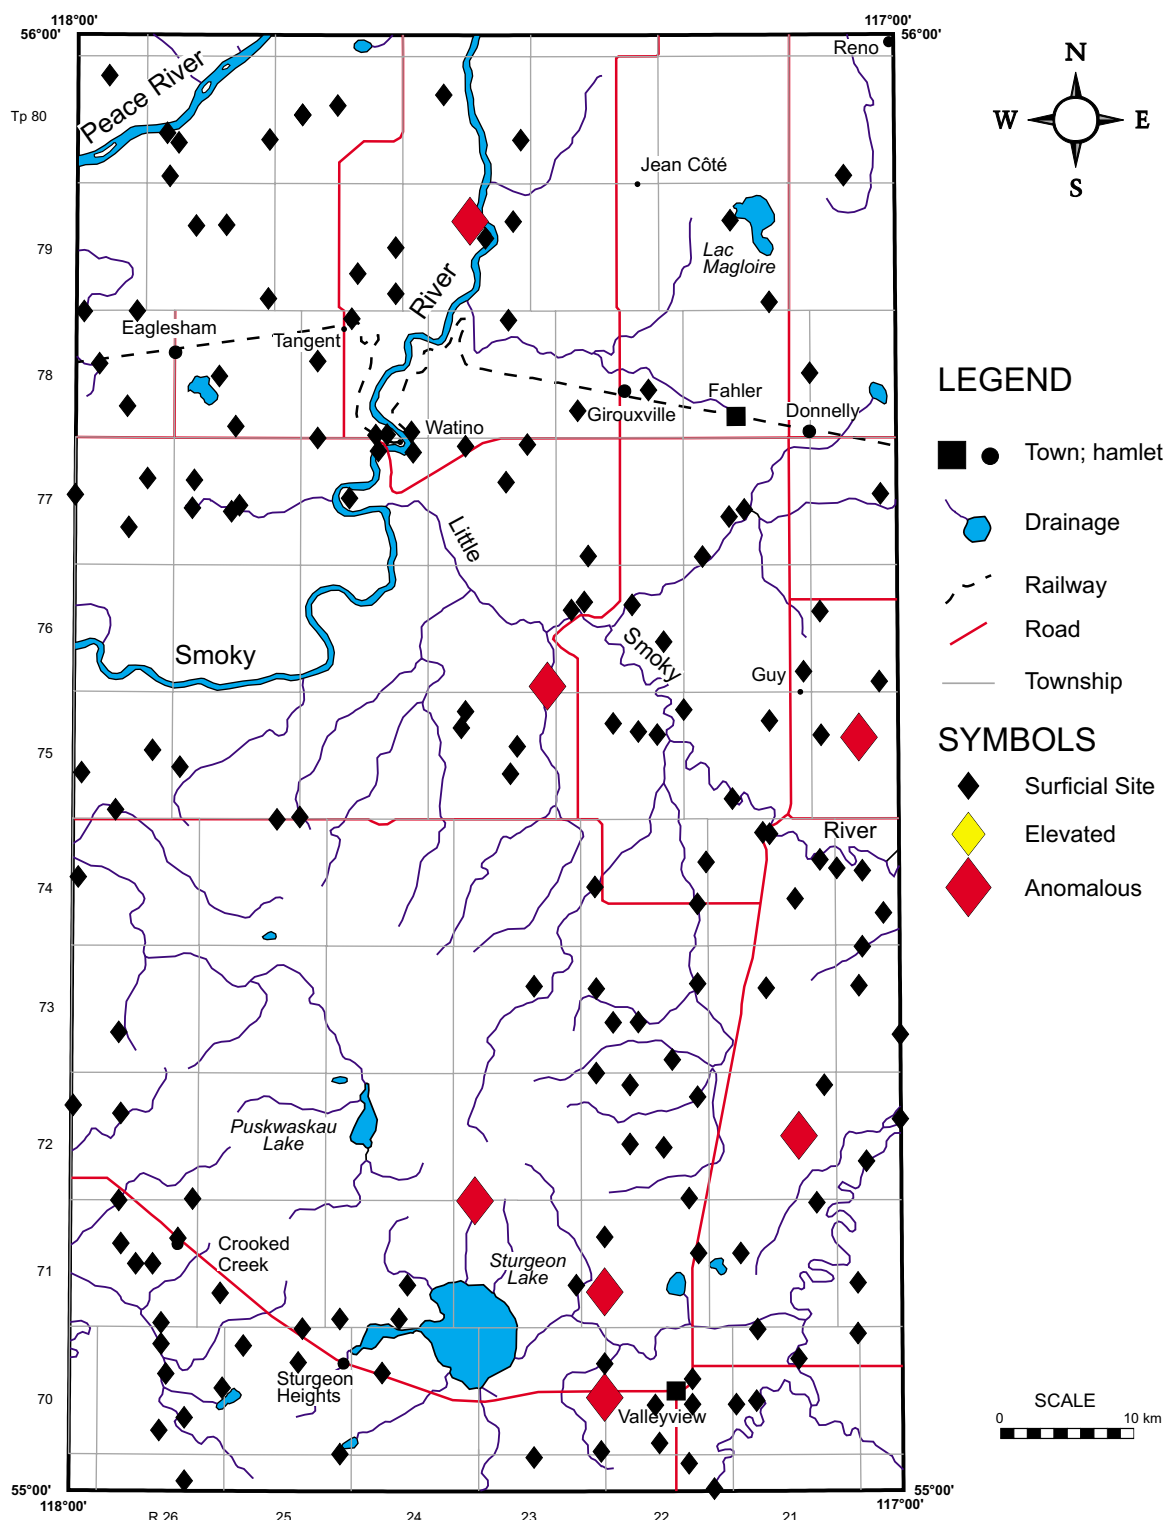 118°00'
117°00'
56°00'
56°00'
Reno
N
W
E
S
Peace River
Tp 80
Jean Côté
79
Lac
Magloire
River
Eaglesham
Tangent
78
Fahler
Girouxville
Donnelly
Watino
LEGEND
Town; hamlet
77
Little
Drainage
Railway
76
Smoky
Smoky
Road
Guy
Township
75
SYMBOLS
Surficial Site
River
Elevated
74
Anomalous
73
72
Puskwaskau
Lake
Crooked
Creek
71
Sturgeon
Lake
Sturgeon
Heights
70
Valleyview
SCALE
0
10 km
55°00'
55°00'
118°00'
117°00'
R 26
25
24
23
22
21